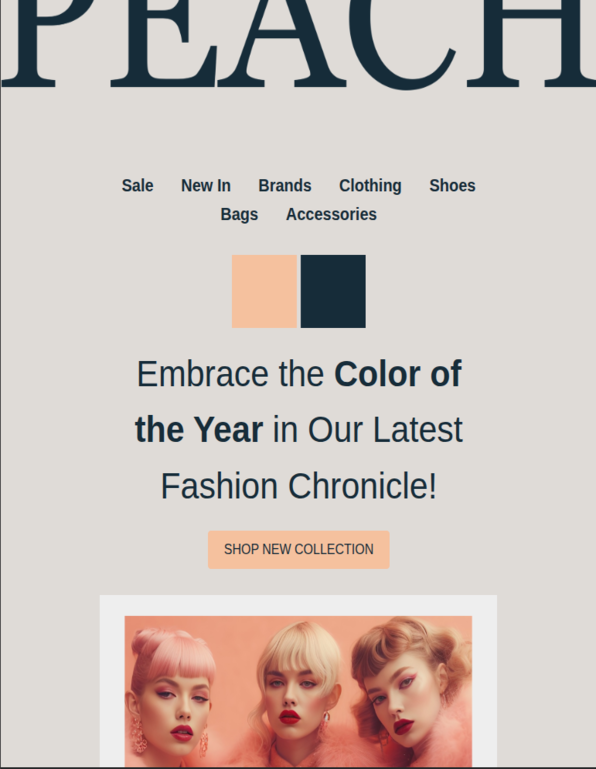 PEACH
Sale New In Brands Clothing Shoes
Bags Accessories
Embrace the Color of
the Year in Our Latest
Fashion Chronicle!
SHOP NEW COLLECTION